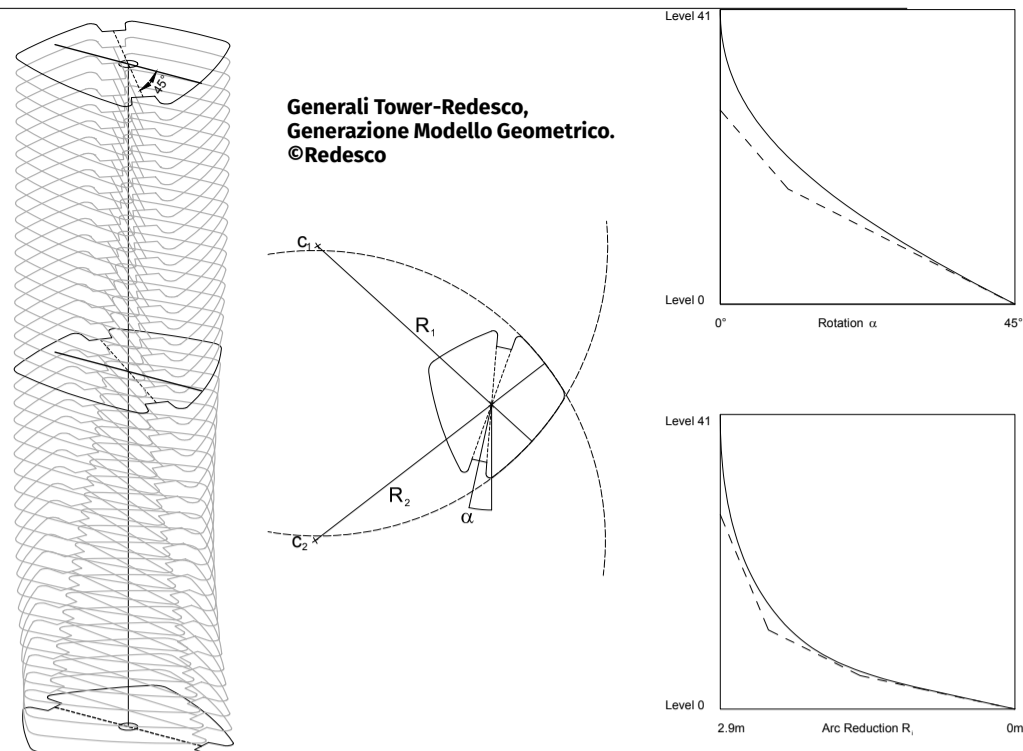 45°
Generali Tower-Redesco,
Generazione Modello Geometrico.
©Redesco
C₁
R₁
R₂
α
C₂
Level 41
Level 0
0°
Rotation α
45°
Level 41
Level 0
2.9m
Arc Reduction Rᵢ
0m